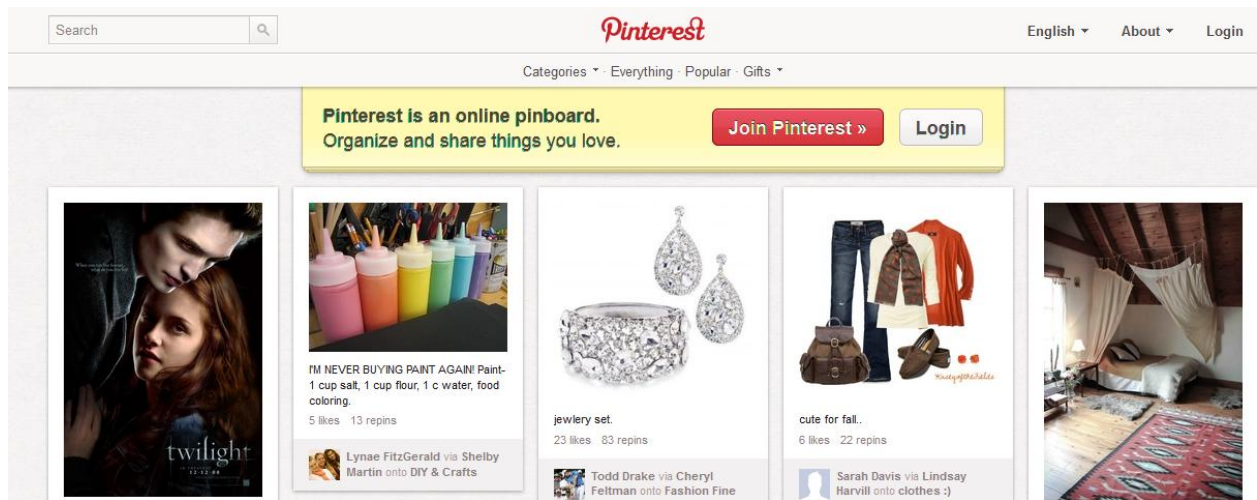 Search
Pinterest
English
About
Login
Categories · Everything · Popular · Gifts
Pinterest is an online pinboard.
Organize and share things you love.
Join Pinterest »
Login
twilight
12.12.08
I'M NEVER BUYING PAINT AGAIN! Paint-
1 cup salt, 1 cup flour, 1 c water, food
coloring.
5 likes 13 repins
Lynae FitzGerald via Shelby
Martin onto DIY & Crafts
jewlery set.
23 likes 83 repins
Todd Drake via Cheryl
Feltman onto Fashion Fine
cute for fall..
6 likes 22 repins
Sarah Davis via Lindsay
Harvill onto clothes :)